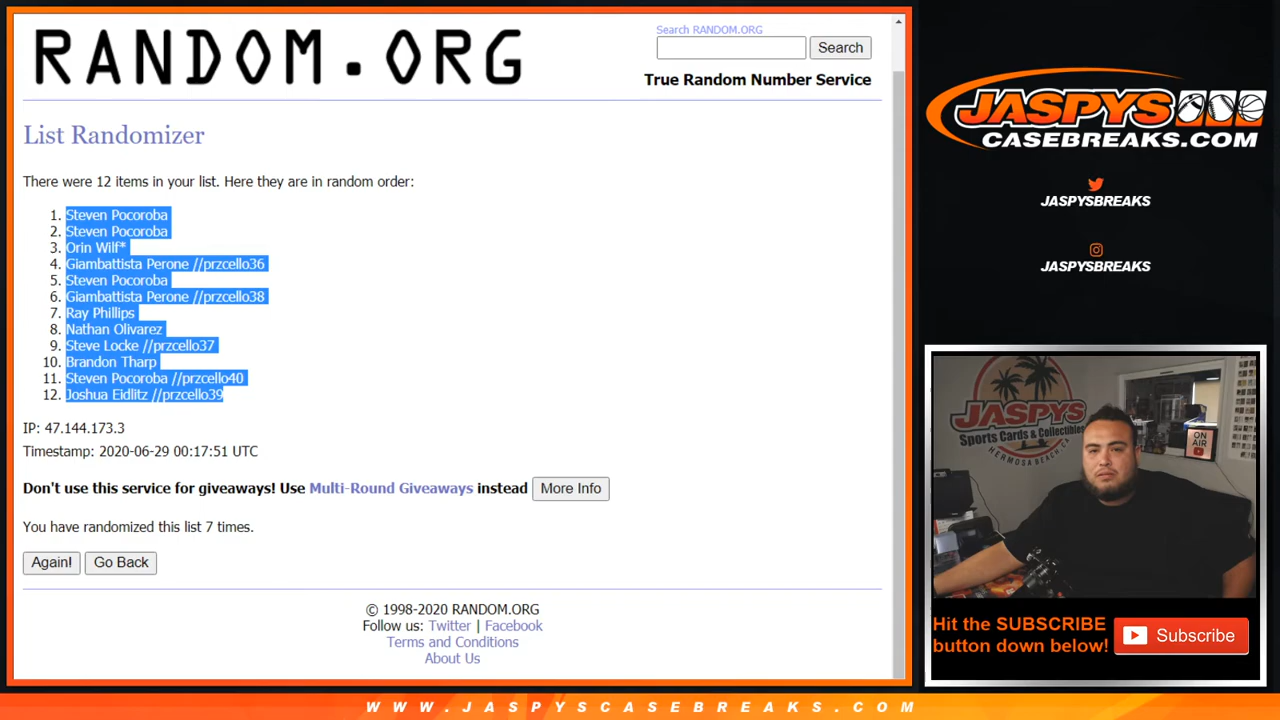 RANDOM.ORG
Search RANDOM.ORG
Search
True Random Number Service
List Randomizer
There were 12 items in your list. Here they are in random order:
1. Steven Pocoroba
2. Steven Pocoroba
3. Orin Wilf*
4. Giambattista Perone //przcello36
5. Steven Pocoroba
6. Giambattista Perone //przcello38
7. Ray Phillips
8. Nathan Olivarez
9. Steve Locke //przcello37
10. Brandon Tharp
11. Steven Pocoroba //przcello40
12. Joshua Eidlitz //przcello39
IP: 47.144.173.3
Timestamp: 2020-06-29 00:17:51 UTC
Don't use this service for giveaways! Use Multi-Round Giveaways instead More Info
You have randomized this list 7 times.
Again! Go Back
© 1998-2020 RANDOM.ORG
Follow us: Twitter | Facebook
Terms and Conditions
About Us
JASPYS
CASEBREAKS.COM
JASPYSBREAKS
JASPYSBREAKS
JASPYS
Sports Cards & Collectibles
HERMOSA BEACH, CA
ON AIR
Hit the SUBSCRIBE
button down below!
Subscribe
WWW.JASPYSCASEBREAKS.COM